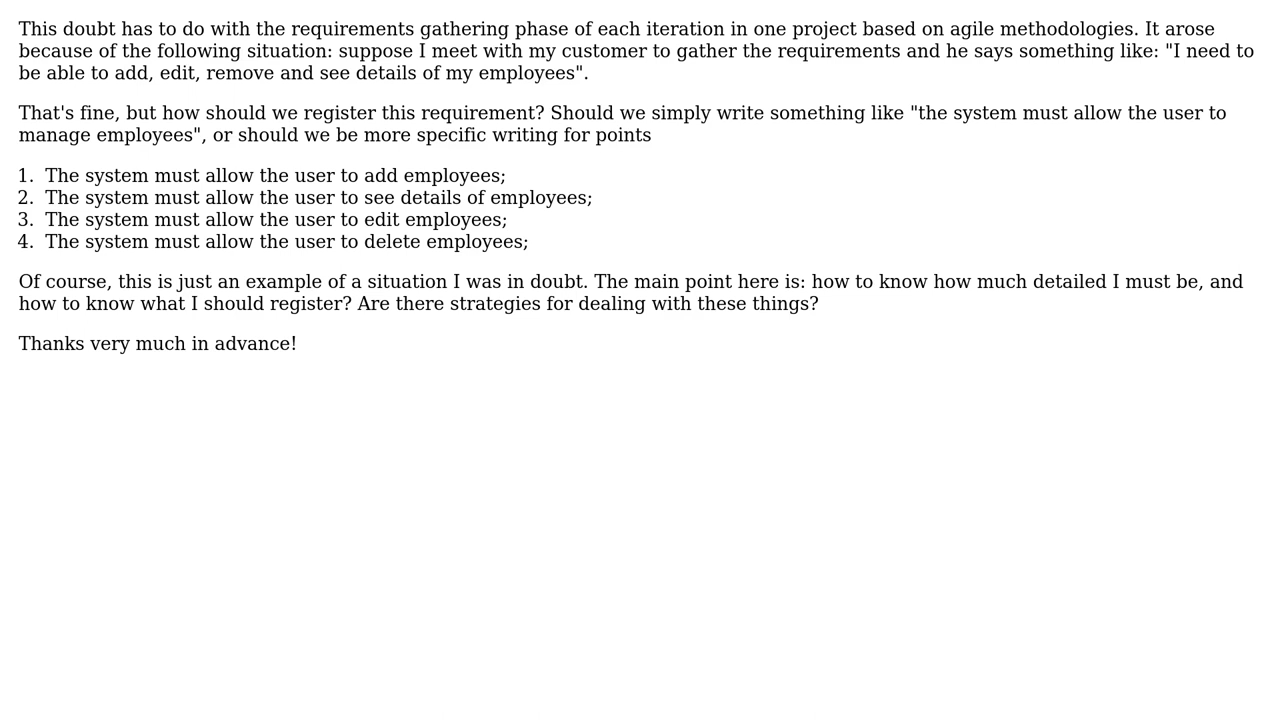 This doubt has to do with the requirements gathering phase of each iteration in one project based on agile methodologies. It arose
because of the following situation: suppose I meet with my customer to gather the requirements and he says something like: "I need to
be able to add, edit, remove and see details of my employees".
That's fine, but how should we register this requirement? Should we simply write something like "the system must allow the user to
manage employees", or should we be more specific writing for points
1. The system must allow the user to add employees;
2. The system must allow the user to see details of employees;
3. The system must allow the user to edit employees;
4. The system must allow the user to delete employees;
Of course, this is just an example of a situation I was in doubt. The main point here is: how to know how much detailed I must be, and
how to know what I should register? Are there strategies for dealing with these things?
Thanks very much in advance!